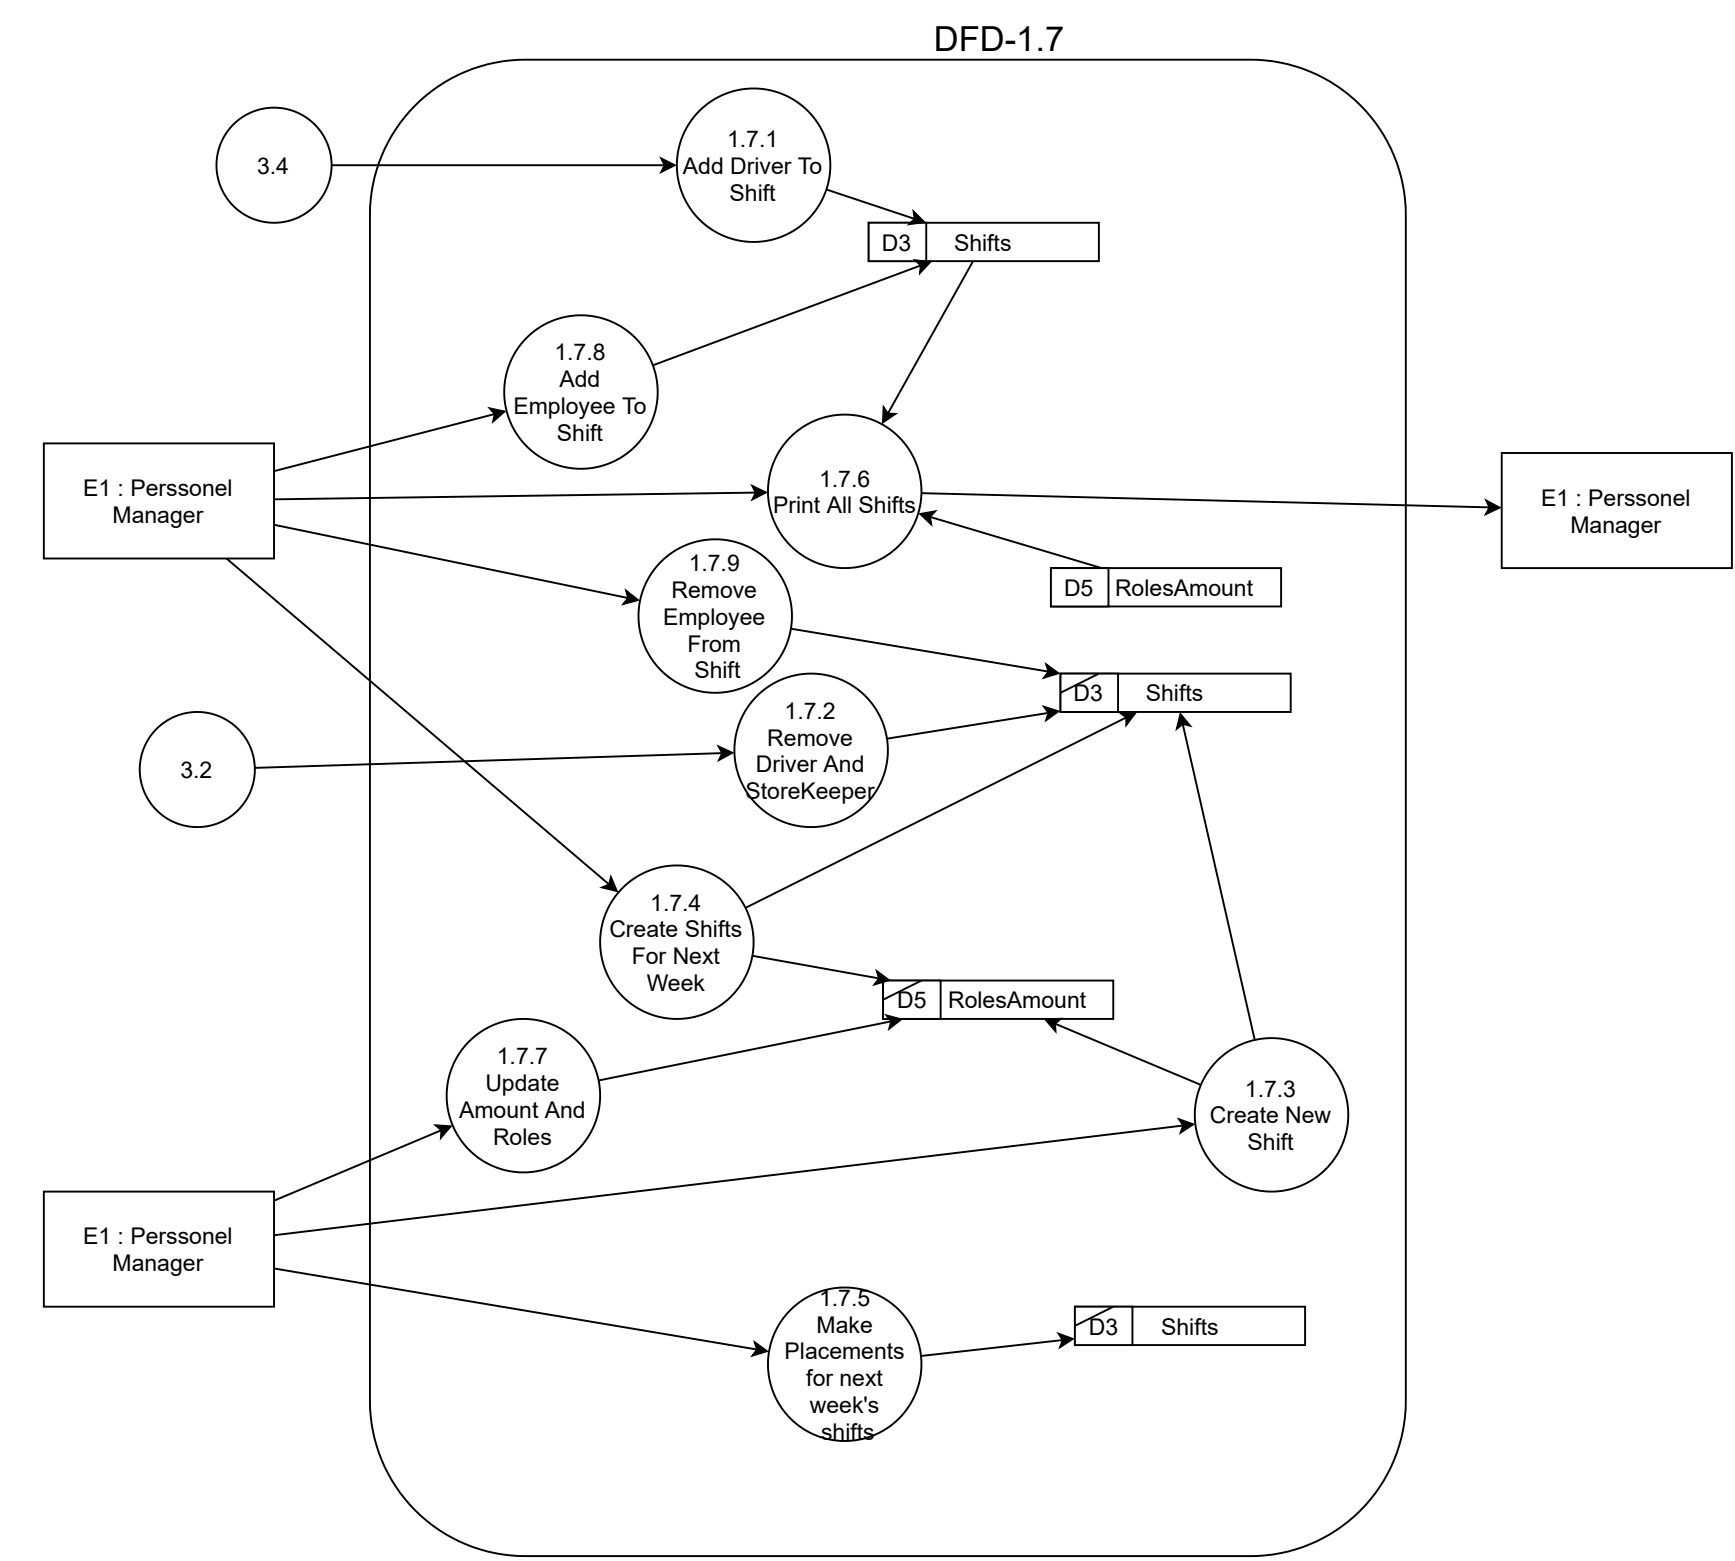 DFD-1.7
3.4
1.7.1
Add Driver To
Shift
D3
Shifts
1.7.8
Add
Employee To
Shift
E1 : Perssonel
Manager
1.7.6
Print All Shifts
E1 : Perssonel
Manager
1.7.9
Remove
Employee
From
Shift
D5
RolesAmount
D3
Shifts
3.2
1.7.2
Remove
Driver And
StoreKeeper
1.7.4
Create Shifts
For Next
Week
D5
RolesAmount
1.7.7
Update
Amount And
Roles
1.7.3
Create New
Shift
E1 : Perssonel
Manager
1.7.5
Make
Placements
for next
week's
shifts
D3
Shifts